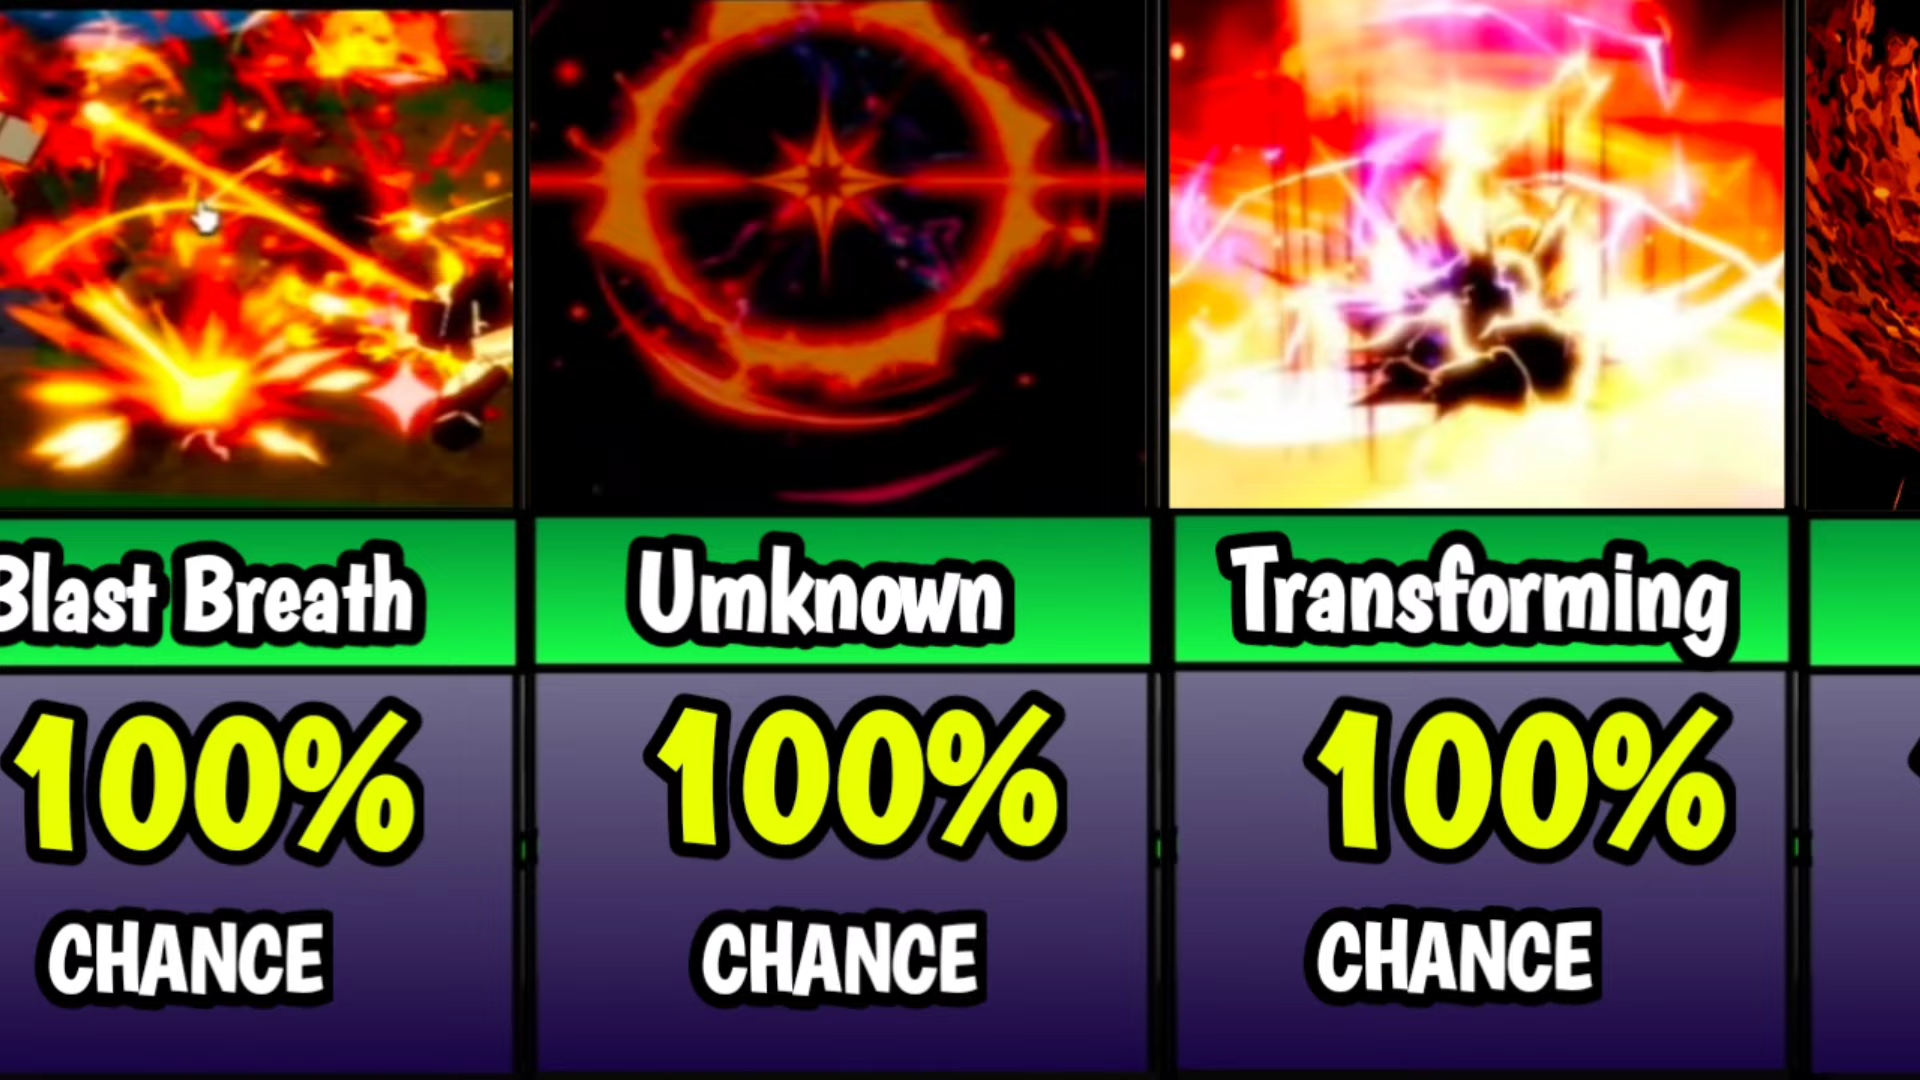 Blast Breath
Umknown
Transforming
100%
100%
100%
CHANCE
CHANCE
CHANCE